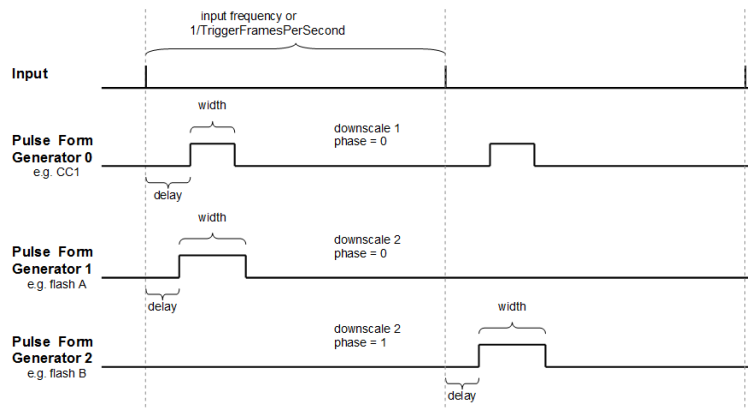 input frequency or
1/TriggerFramesPerSecond
Input
width
downscale 1
phase = 0
Pulse Form
Generator 0
e.g. CC1
delay
width
downscale 2
phase = 0
Pulse Form
Generator 1
e.g. flash A
delay
width
downscale 2
phase = 1
Pulse Form
Generator 2
e.g. flash B
delay